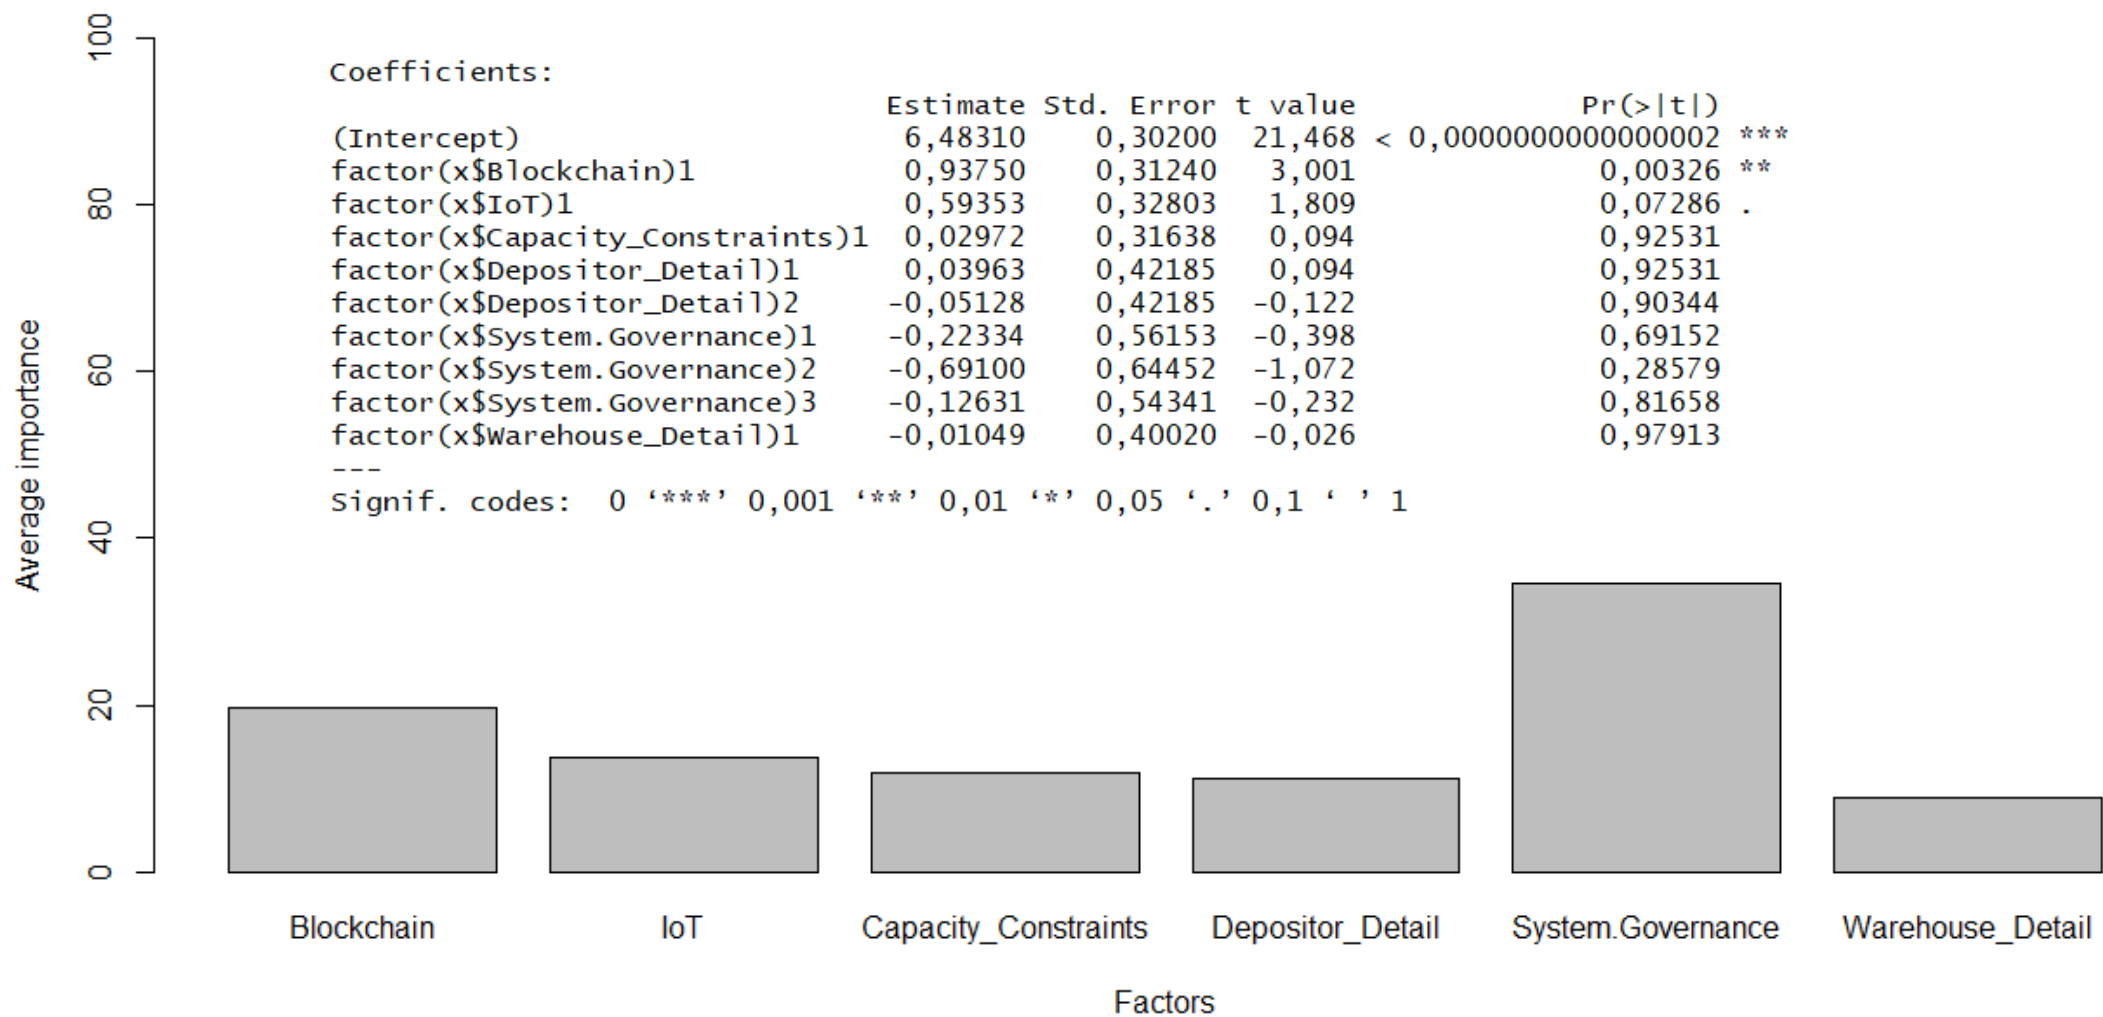 Coefficients:
Estimate Std. Error t value Pr(>|t|)
(Intercept) 6,48310 0,30200 21,468 < 0,0000000000000002 ***
factor(x$Blockchain)1 0,93750 0,31240 3,001 0,00326 **
factor(x$IoT)1 0,59353 0,32803 1,809 0,07286 .
factor(x$Capacity_Constraints)1 0,02972 0,31638 0,094 0,92531
factor(x$Depositor_Detail)1 0,03963 0,42185 0,094 0,92531
factor(x$Depositor_Detail)2 -0,05128 0,42185 -0,122 0,90344
factor(x$System.Governance)1 -0,22334 0,56153 -0,398 0,69152
factor(x$System.Governance)2 -0,69100 0,64452 -1,072 0,28579
factor(x$System.Governance)3 -0,12631 0,54341 -0,232 0,81658
factor(x$Warehouse_Detail)1 -0,01049 0,40020 -0,026 0,97913
---
Signif. codes: 0 ‘***’ 0,001 ‘**’ 0,01 ‘*’ 0,05 ‘.’ 0,1 ‘ ’ 1
Average importance
100
80
60
40
20
0
Blockchain IoT Capacity_Constraints Depositor_Detail System.Governance Warehouse_Detail
Factors